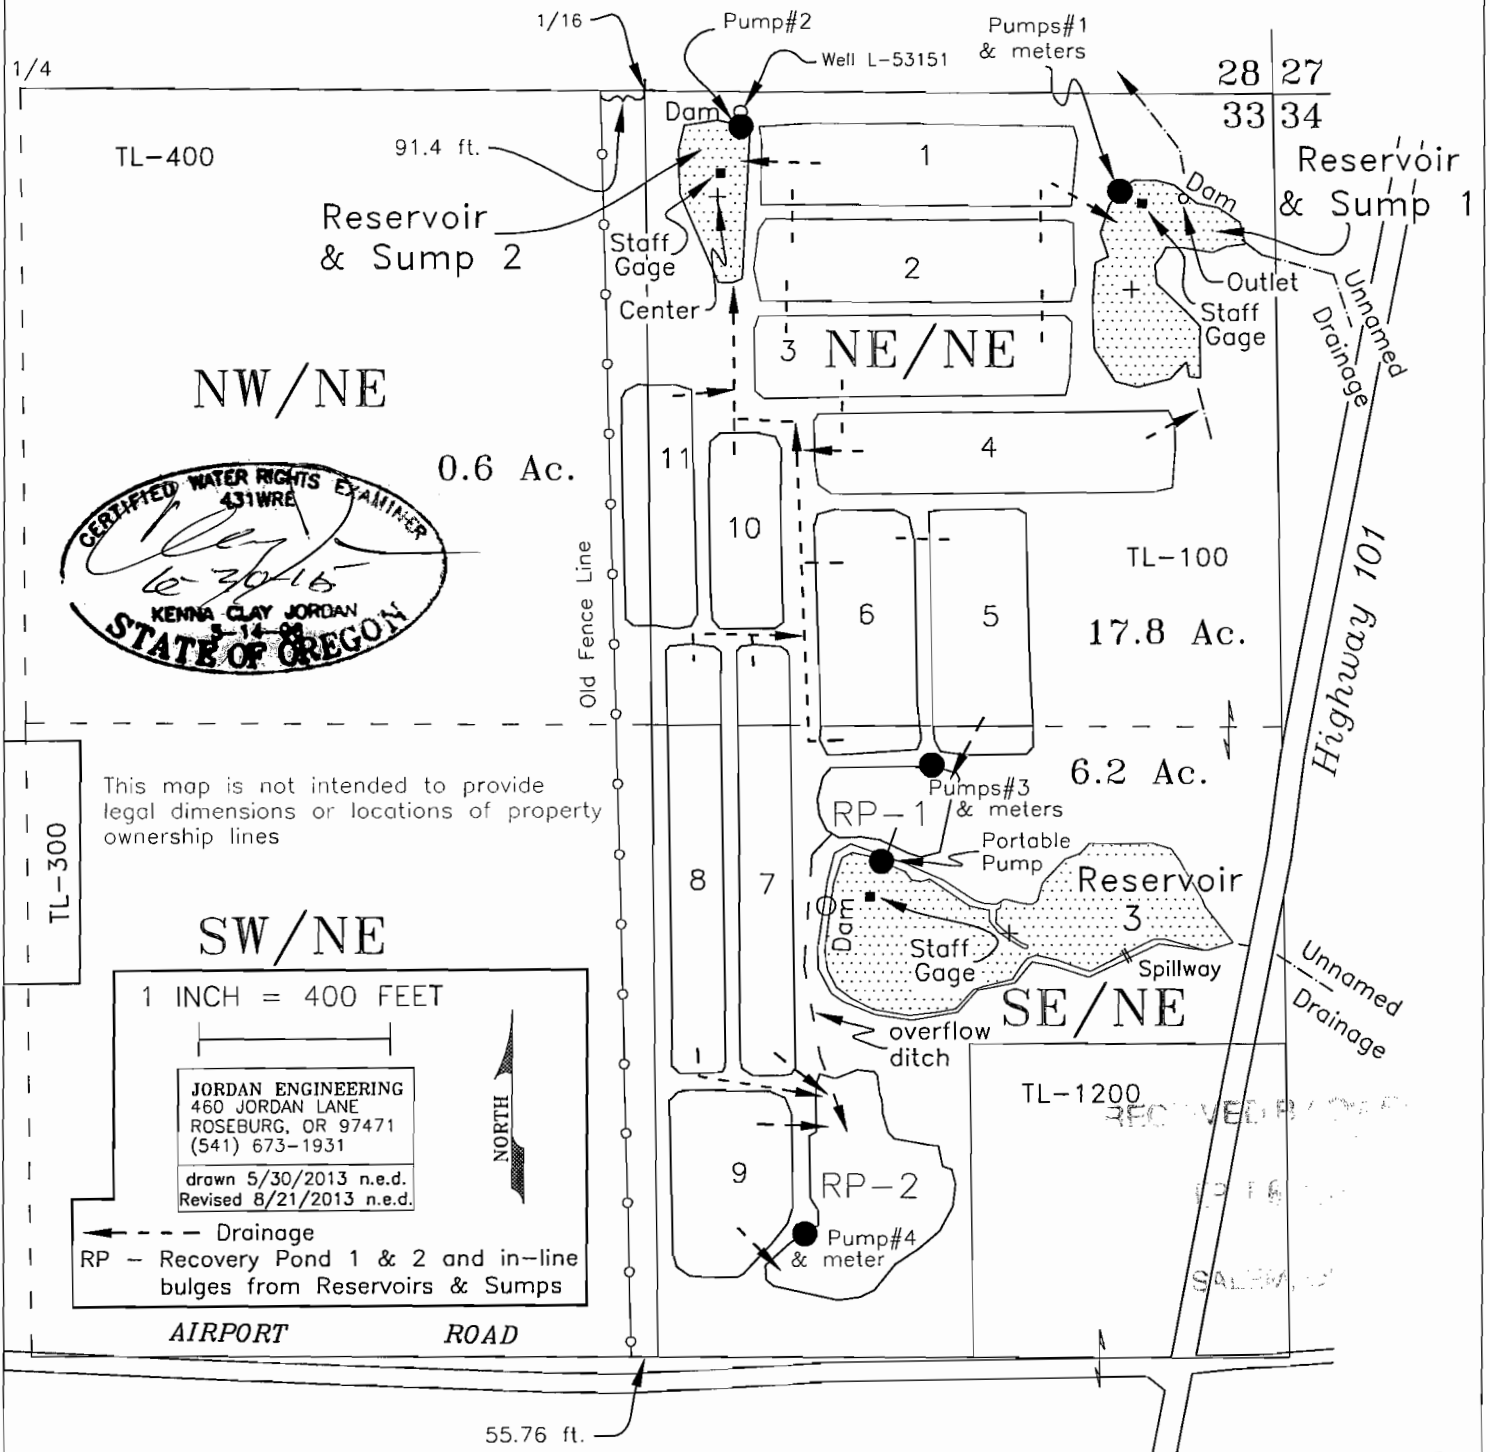 1/16
Pump#2
Well L-53151
Pumps#1
& meters
1/4
28 27
33 34
TL-400
91.4 ft.
Dam
1
Dam
Reservoir
& Sump 1
Reservoir
& Sump 2
Staff
Gage
Center
2
Outlet
Staff
Gage
Unnamed
Drainage
3
NE/NE
NW/NE
0.6 Ac.
11
10
4
CERTIFIED WATER RIGHTS EXAMINER
431WRE
6-30-15
KENNA CLAY JORDAN
STATE OF OREGON
Old Fence Line
6
5
TL-100
17.8 Ac.
Highway 101
This map is not intended to provide
legal dimensions or locations of property
ownership lines
TL-300
6.2 Ac.
Pumps#3
& meters
RP-1
Portable
Pump
8
7
Dam
Reservoir
3
Staff
Gage
Spillway
Unnamed
Drainage
SW/NE
SE/NE
overflow
ditch
1 INCH = 400 FEET
JORDAN ENGINEERING
460 JORDAN LANE
ROSEBURG, OR 97471
(541) 673-1931
drawn 5/30/2013 n.e.d.
Revised 8/21/2013 n.e.d.
NORTH
Drainage
RP - Recovery Pond 1 & 2 and in-line
bulges from Reservoirs & Sumps
TL-1200
9
RP-2
Pump#4
& meter
AIRPORT ROAD
55.76 ft.